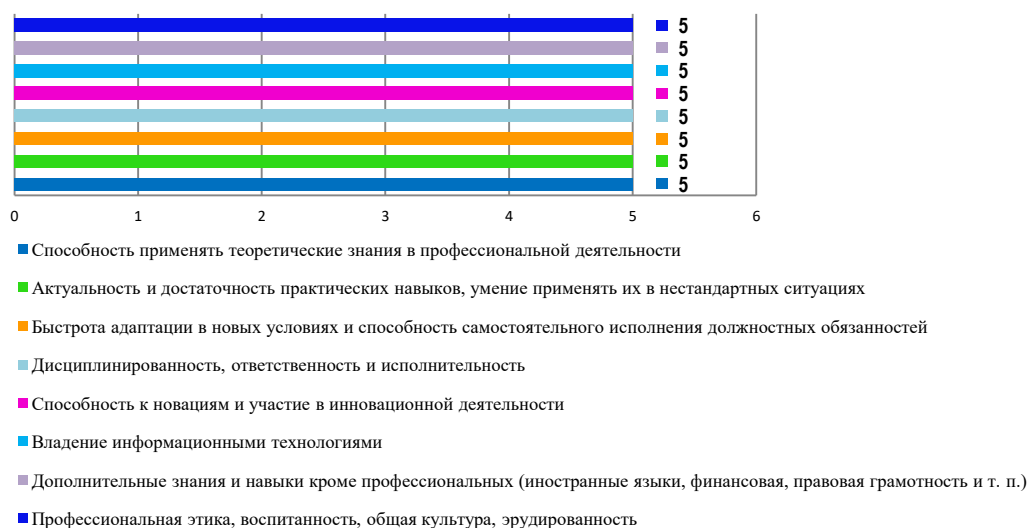 5
5
5
5
5
5
5
5
0 1 2 3 4 5 6
Способность применять теоретические знания в профессиональной деятельности
Актуальность и достаточность практических навыков, умение применять их в нестандартных ситуациях
Быстрота адаптации в новых условиях и способность самостоятельного исполнения должностных обязанностей
Дисциплинированность, ответственность и исполнительность
Способность к новациям и участие в инновационной деятельности
Владение информационными технологиями
Дополнительные знания и навыки кроме профессиональных (иностранные языки, финансовая, правовая грамотность и т. п.)
Профессиональная этика, воспитанность, общая культура, эрудированность